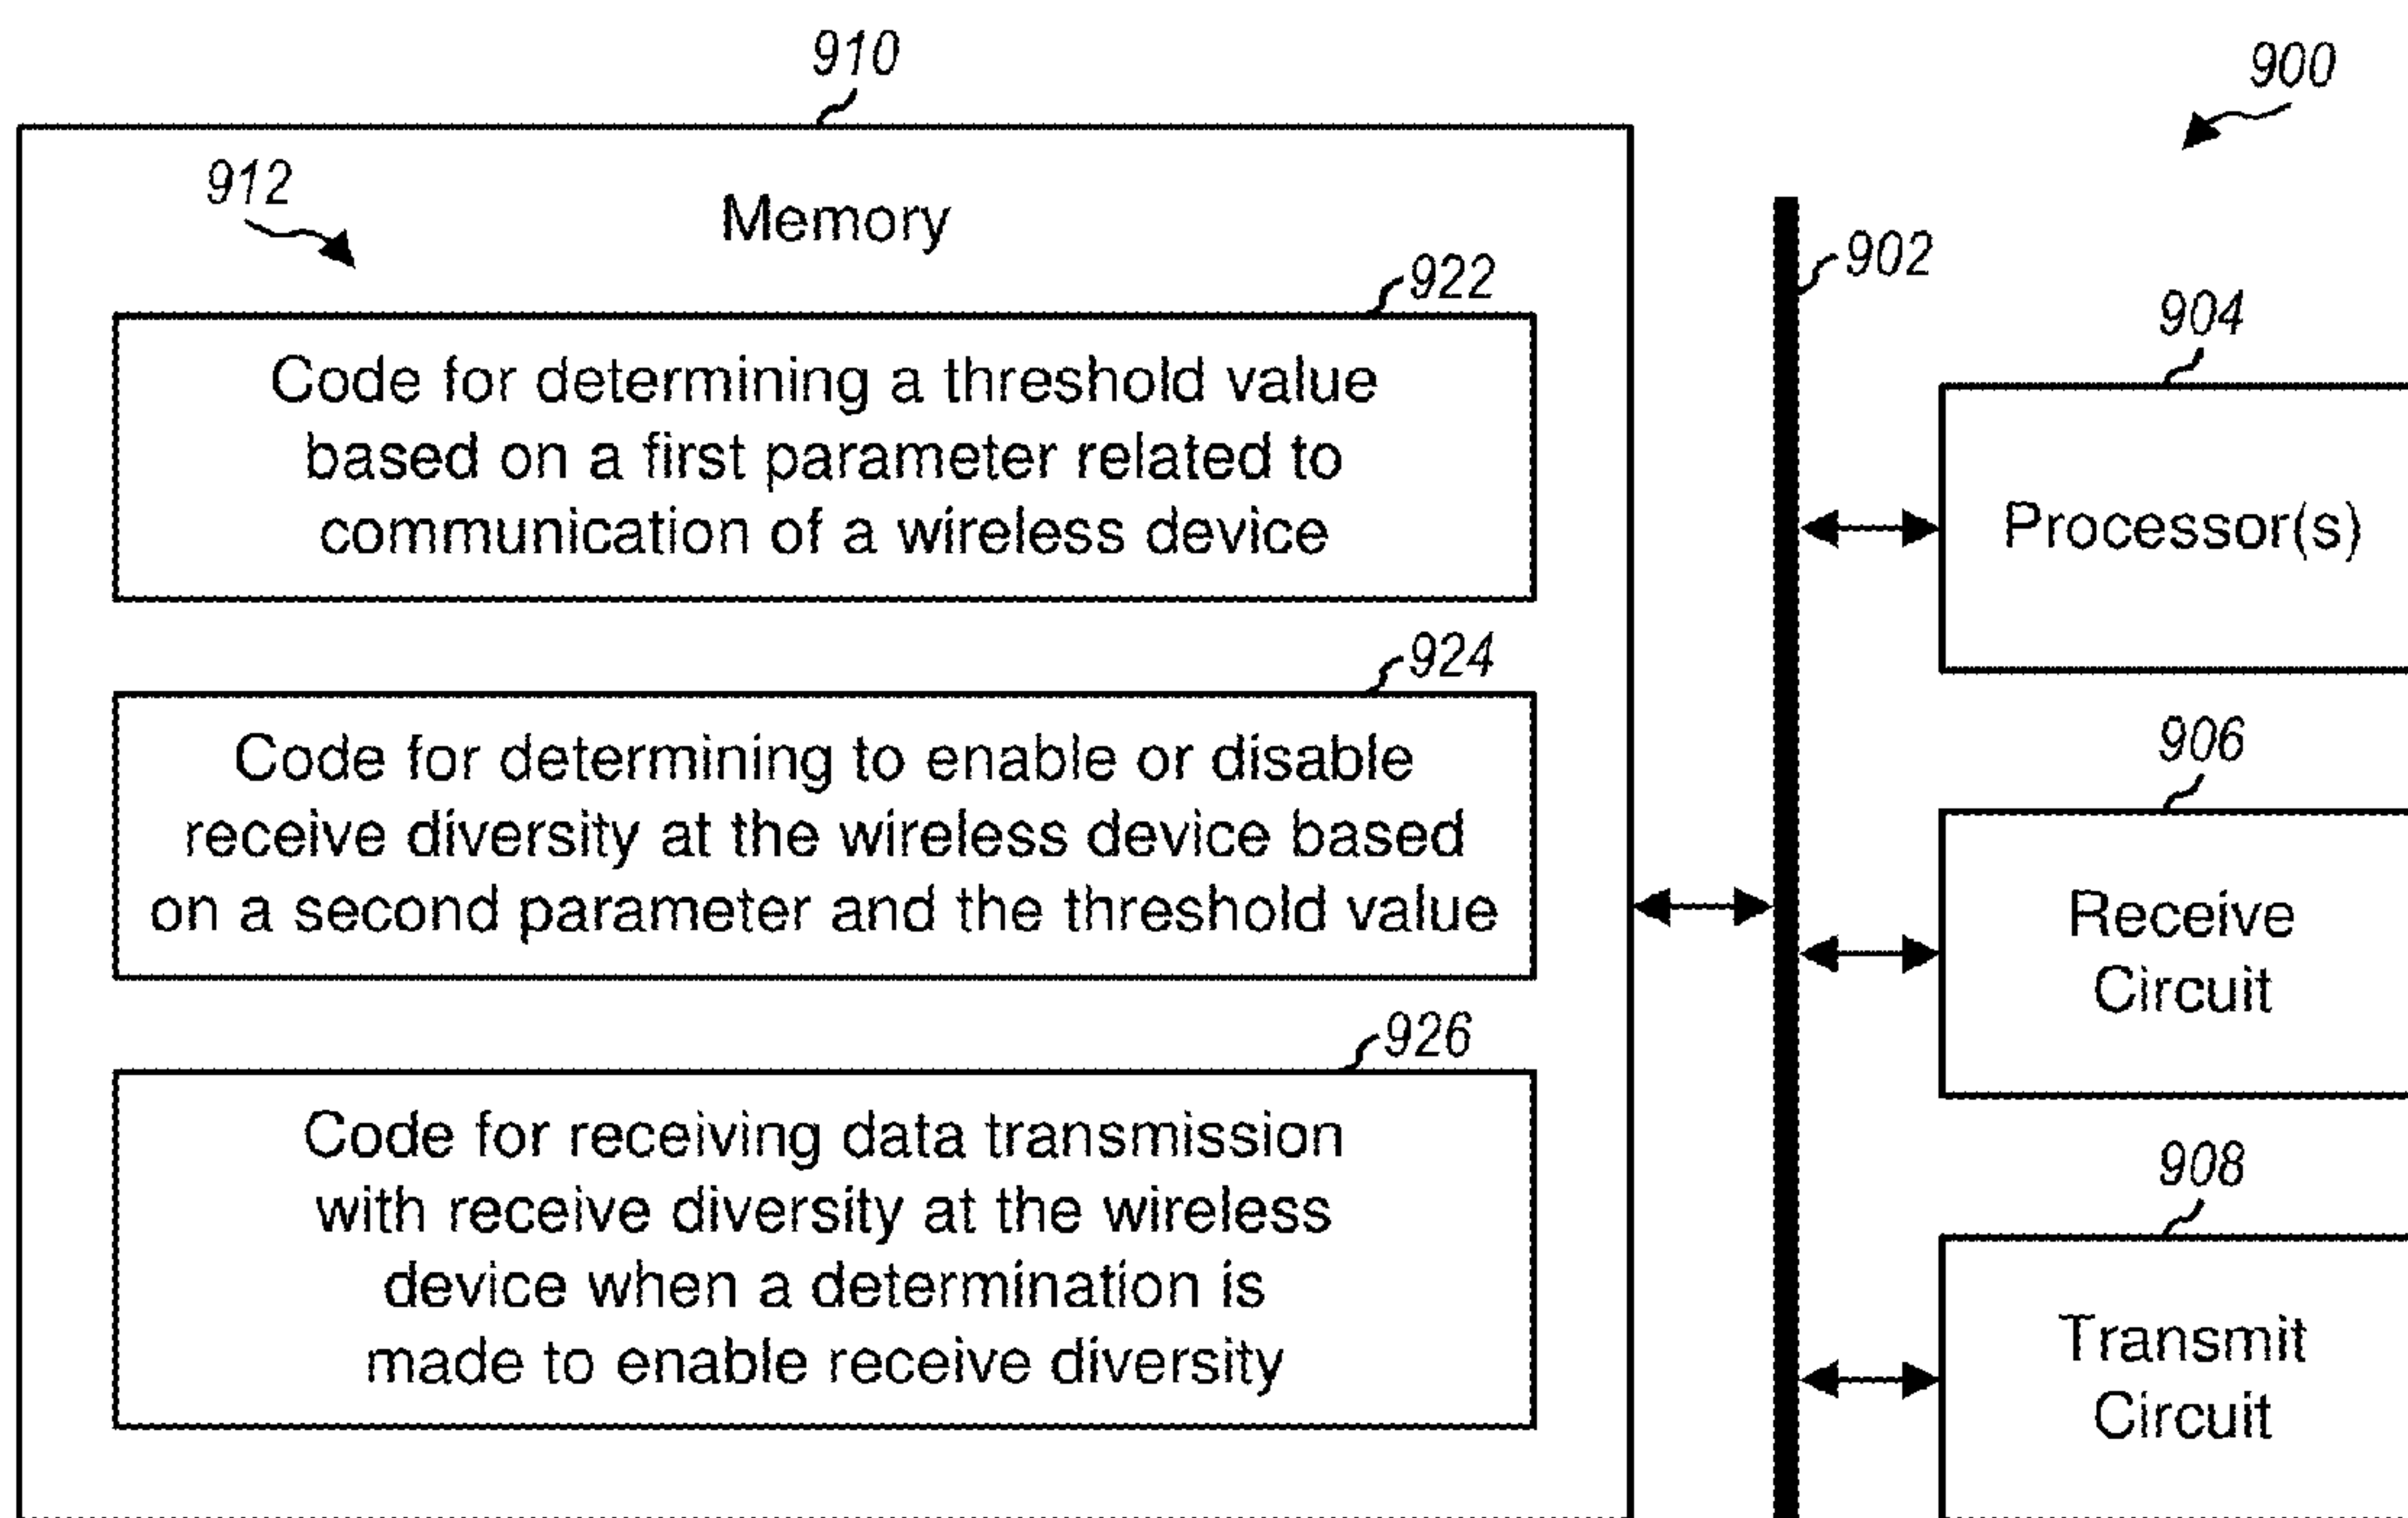 910
900
912
Memory
922
Code for determining a threshold value
based on a first parameter related to
communication of a wireless device
924
Code for determining to enable or disable
receive diversity at the wireless device based
on a second parameter and the threshold value
926
Code for receiving data transmission
with receive diversity at the wireless
device when a determination is
made to enable receive diversity
902
904
Processor(s)
906
Receive
Circuit
908
Transmit
Circuit